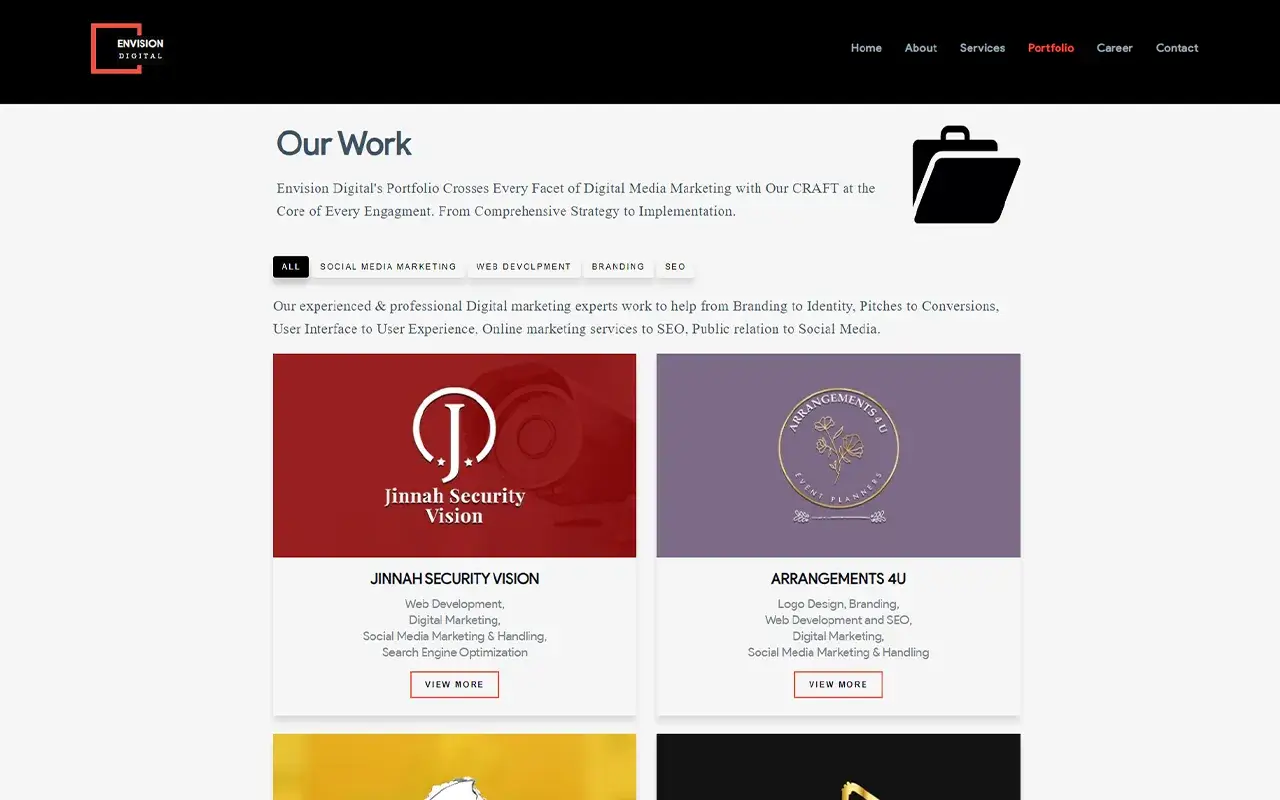 ENVISION
DIGITAL
Home About Services Portfolio Career Contact
Our Work
Envision Digital's Portfolio Crosses Every Facet of Digital Media Marketing with Our CRAFT at the
Core of Every Engagment. From Comprehensive Strategy to Implementation.
ALL SOCIAL MEDIA MARKETING WEB DEVCLPMENT BRANDING SEO
Our experienced & professional Digital marketing experts work to help from Branding to Identity, Pitches to Conversions,
User Interface to User Experience, Online marketing services to SEO, Public relation to Social Media.
J
Jinnah Security
Vision
ARRANGEMENTS 4U
EVENT PLANNERS
JINNAH SECURITY VISION
Web Development,
Digital Marketing,
Social Media Marketing & Handling,
Search Engine Optimization
VIEW MORE
ARRANGEMENTS 4U
Logo Design, Branding,
Web Development and SEO,
Digital Marketing,
Social Media Marketing & Handling
VIEW MORE